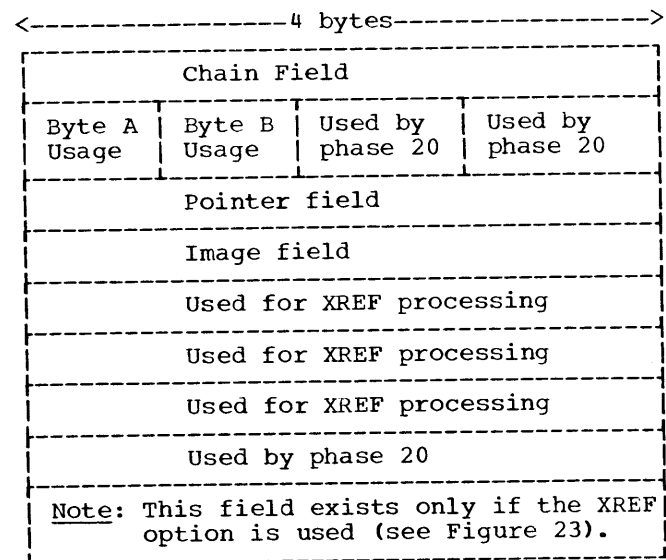 <-----------------4 bytes----------------->
Chain Field
Byte A Usage | Byte B Usage | Used by phase 20 | Used by phase 20
Pointer field
Image field
Used for XREF processing
Used for XREF processing
Used for XREF processing
Used by phase 20
Note: This field exists only if the XREF
option is used (see Figure 23).